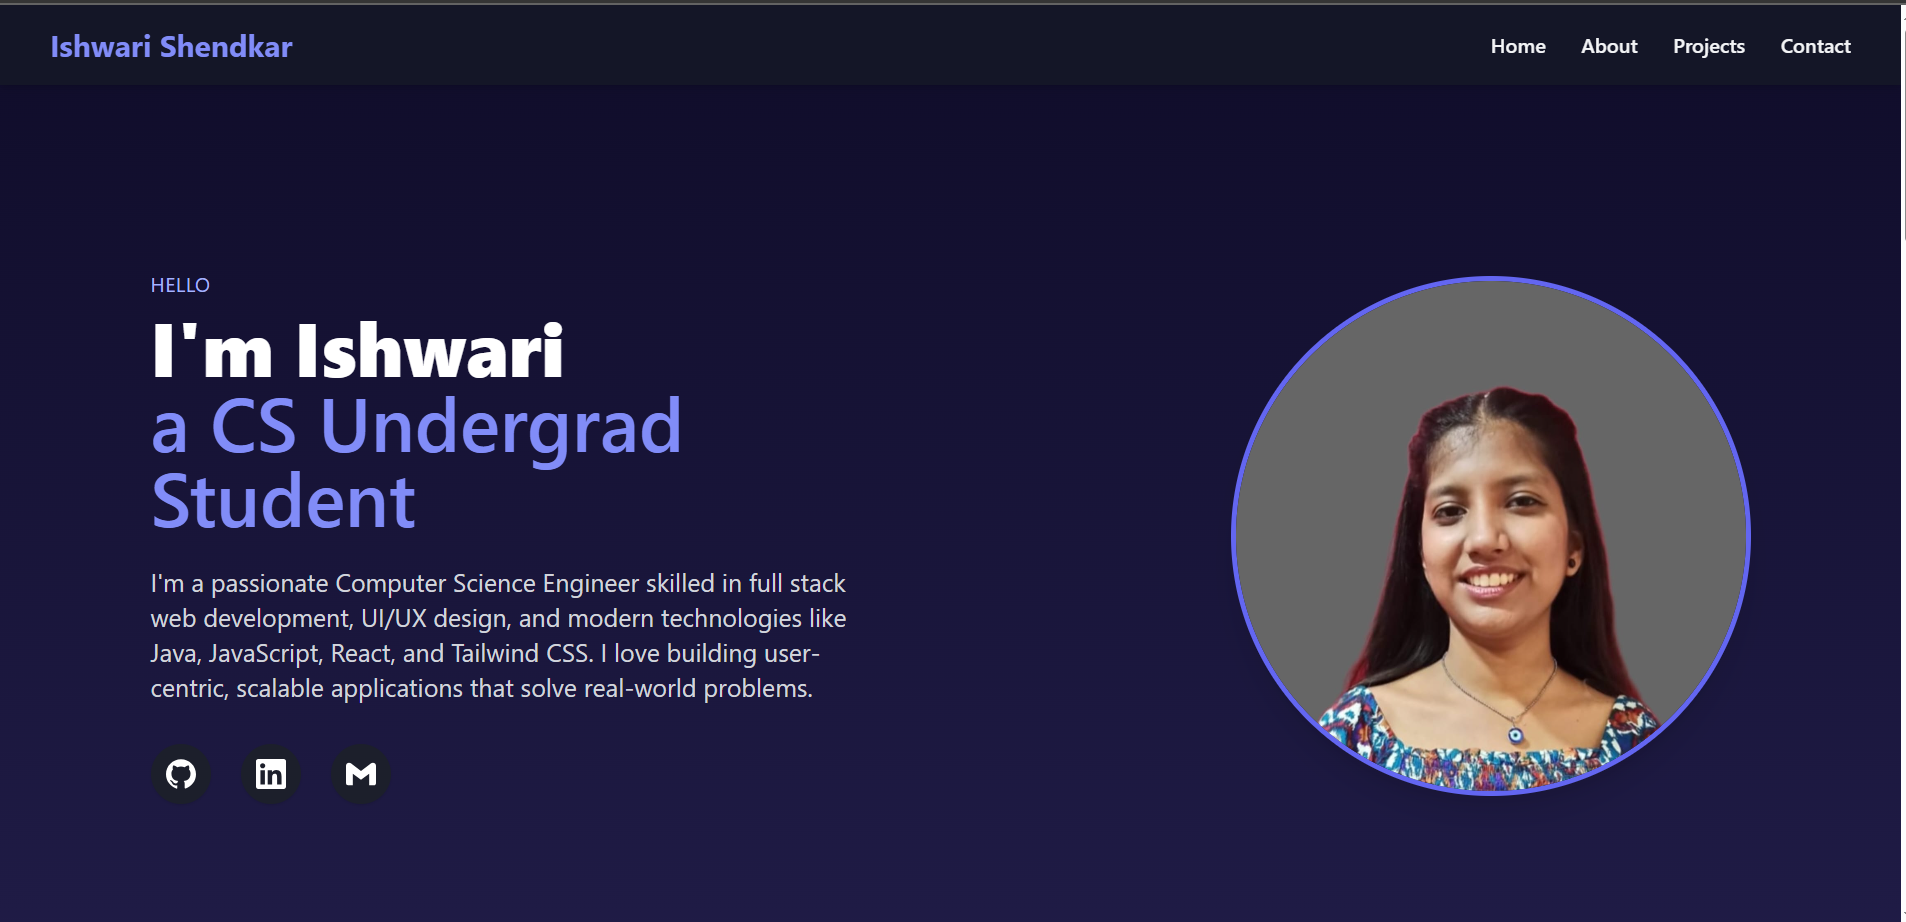 Ishwari Shendkar
Home About Projects Contact
HELLO
I'm Ishwari
a CS Undergrad
Student
I'm a passionate Computer Science Engineer skilled in full stack
web development, UI/UX design, and modern technologies like
Java, JavaScript, React, and Tailwind CSS. I love building user-
centric, scalable applications that solve real-world problems.
in